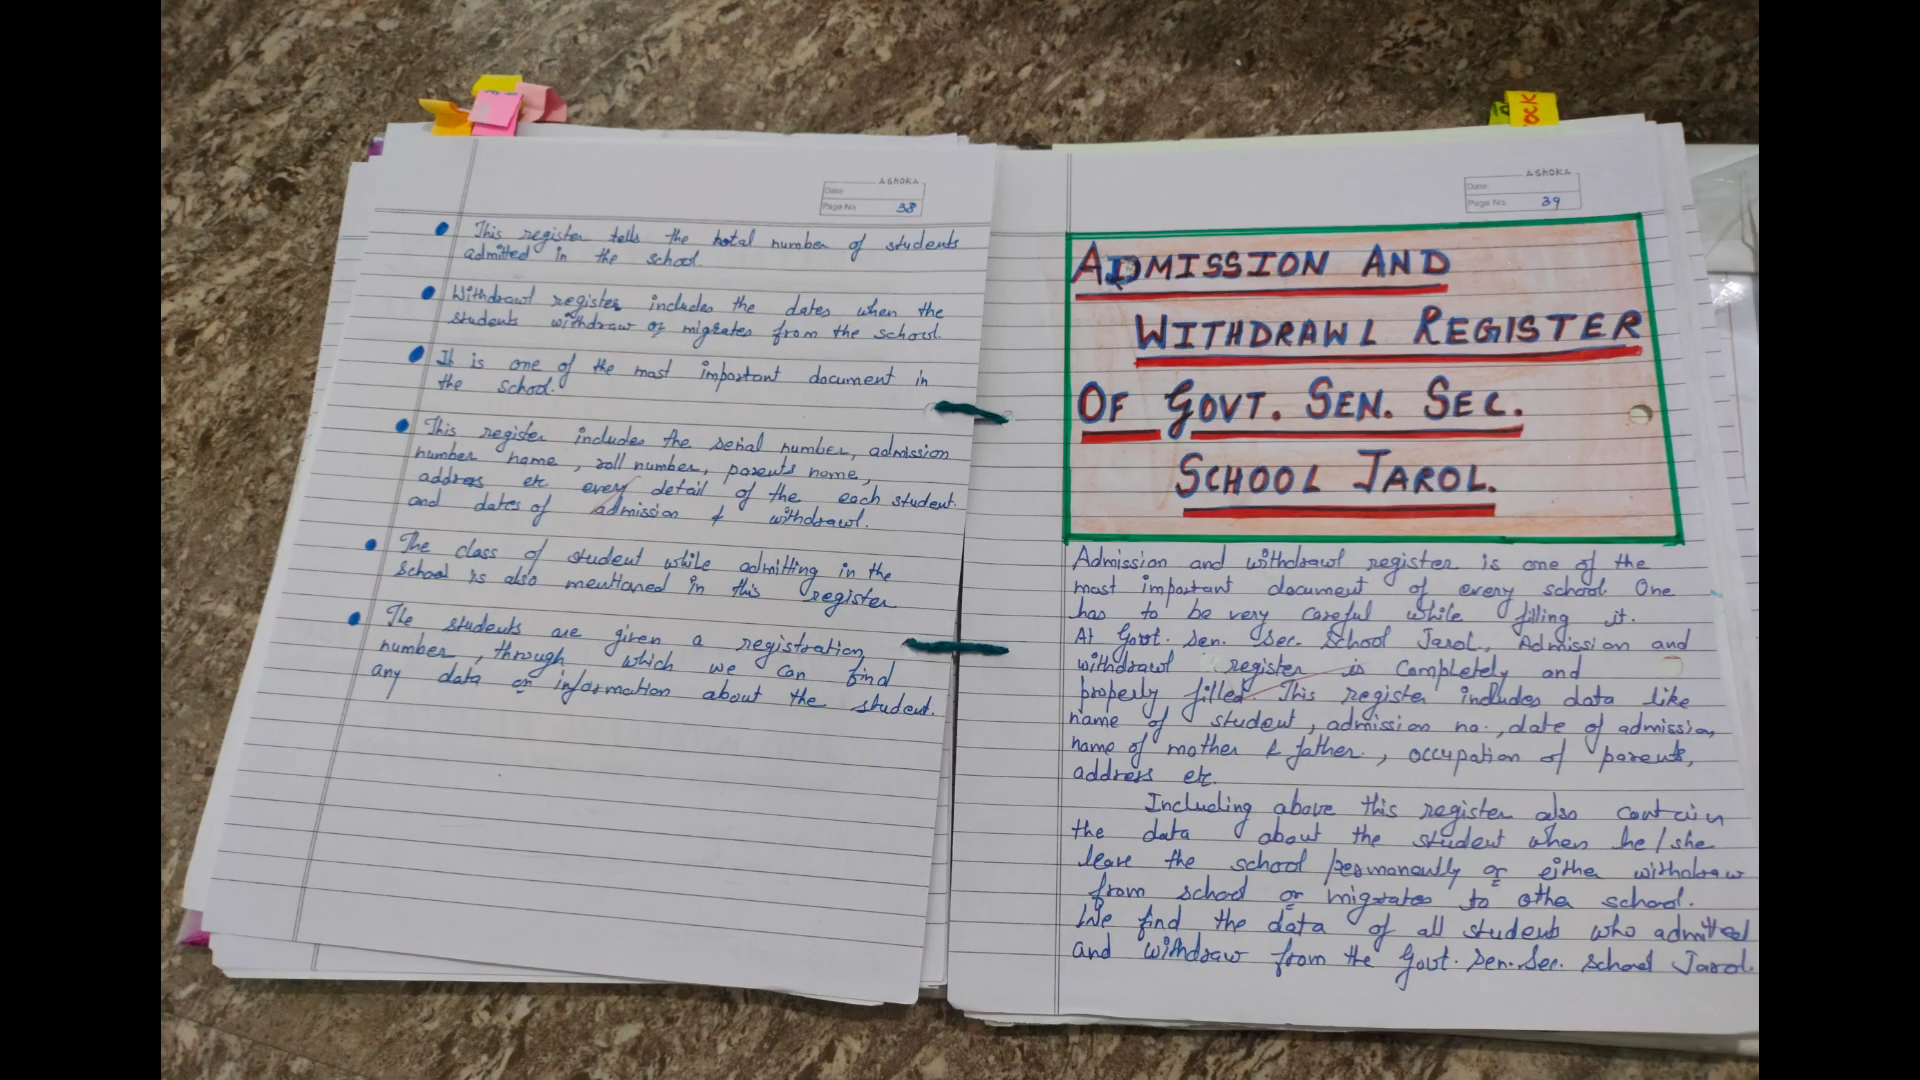 ASHOKA
Date:
Page No. 38
This register tells the total number of students
admitted in the school.
Withdrawl register includes the dates when the
students withdraw or migrates from the school.
It is one of the most important document in
the school.
This register includes the serial number, admission
number name, roll number, parents name,
address etc every detail of the each student.
and dates of admission & withdrawl.
The class of student while admitting in the
school is also mentioned in this register
The students are given a registration
number, through which we can find
any data or information about the student.
ROCK
ASHOKA
Date:
Page No. 39
ADMISSION AND
WITHDRAWL REGISTER
OF GOVT. SEN. SEC.
SCHOOL JAROL.
Admission and withdrawl register is one of the
most important document of every school. One
has to be very careful while filling it.
At Govt. Sen. Sec. School Jarol, Admission and
withdrawl register is completely and
properly filled. This register includes data like
name of student, admission no., date of admission,
name of mother & father., occupation of parents,
address etc.
Including above this register also contain
the data about the student when he/she
leave the school permanently or either withdraw
from school or migrates to other school.
We find the data of all students who admitted
and withdraw from the Govt. Sen. Sec. School Jarol.